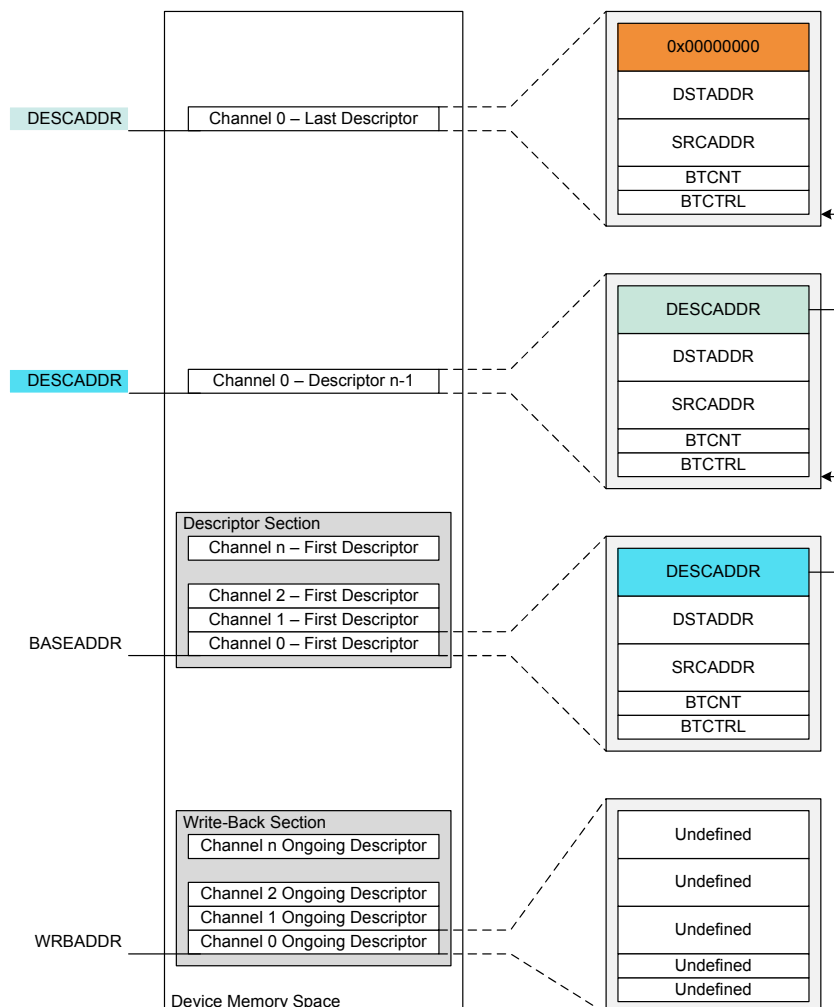 0x00000000
DSTADDR
DESCADDR
Channel 0 – Last Descriptor
SRCADDR
BTCNT
BTCTRL
DESCADDR
DSTADDR
DESCADDR
Channel 0 – Descriptor n-1
SRCADDR
BTCNT
BTCTRL
Descriptor Section
Channel n – First Descriptor
DESCADDR
Channel 2 – First Descriptor
Channel 1 – First Descriptor
DSTADDR
BASEADDR
Channel 0 – First Descriptor
SRCADDR
BTCNT
BTCTRL
Write-Back Section
Channel n Ongoing Descriptor
Undefined
Undefined
Channel 2 Ongoing Descriptor
Channel 1 Ongoing Descriptor
Undefined
WRBADDR
Channel 0 Ongoing Descriptor
Undefined
Undefined
Device Memory Space